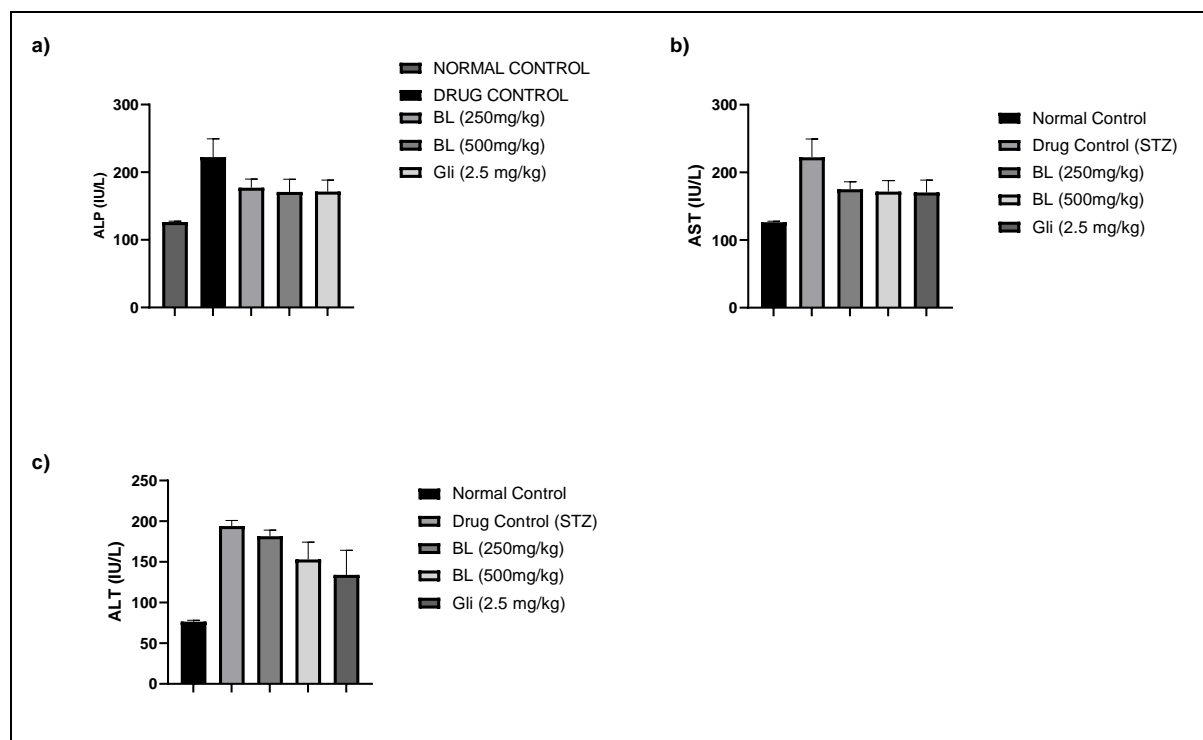 a)
NORMAL CONTROL
DRUG CONTROL
BL (250mg/kg)
BL (500mg/kg)
Gli (2.5 mg/kg)
300
200
100
0
ALP (IU/L)
b)
Normal Control
Drug Control (STZ)
BL (250mg/kg)
BL (500mg/kg)
Gli (2.5 mg/kg)
300
200
100
0
AST (IU/L)
c)
Normal Control
Drug Control (STZ)
BL (250mg/kg)
BL (500mg/kg)
Gli (2.5 mg/kg)
250
200
150
100
50
0
ALT (IU/L)